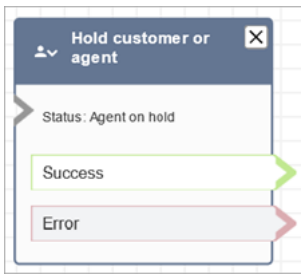 Hold customer or
agent
Status: Agent on hold
Success
Error